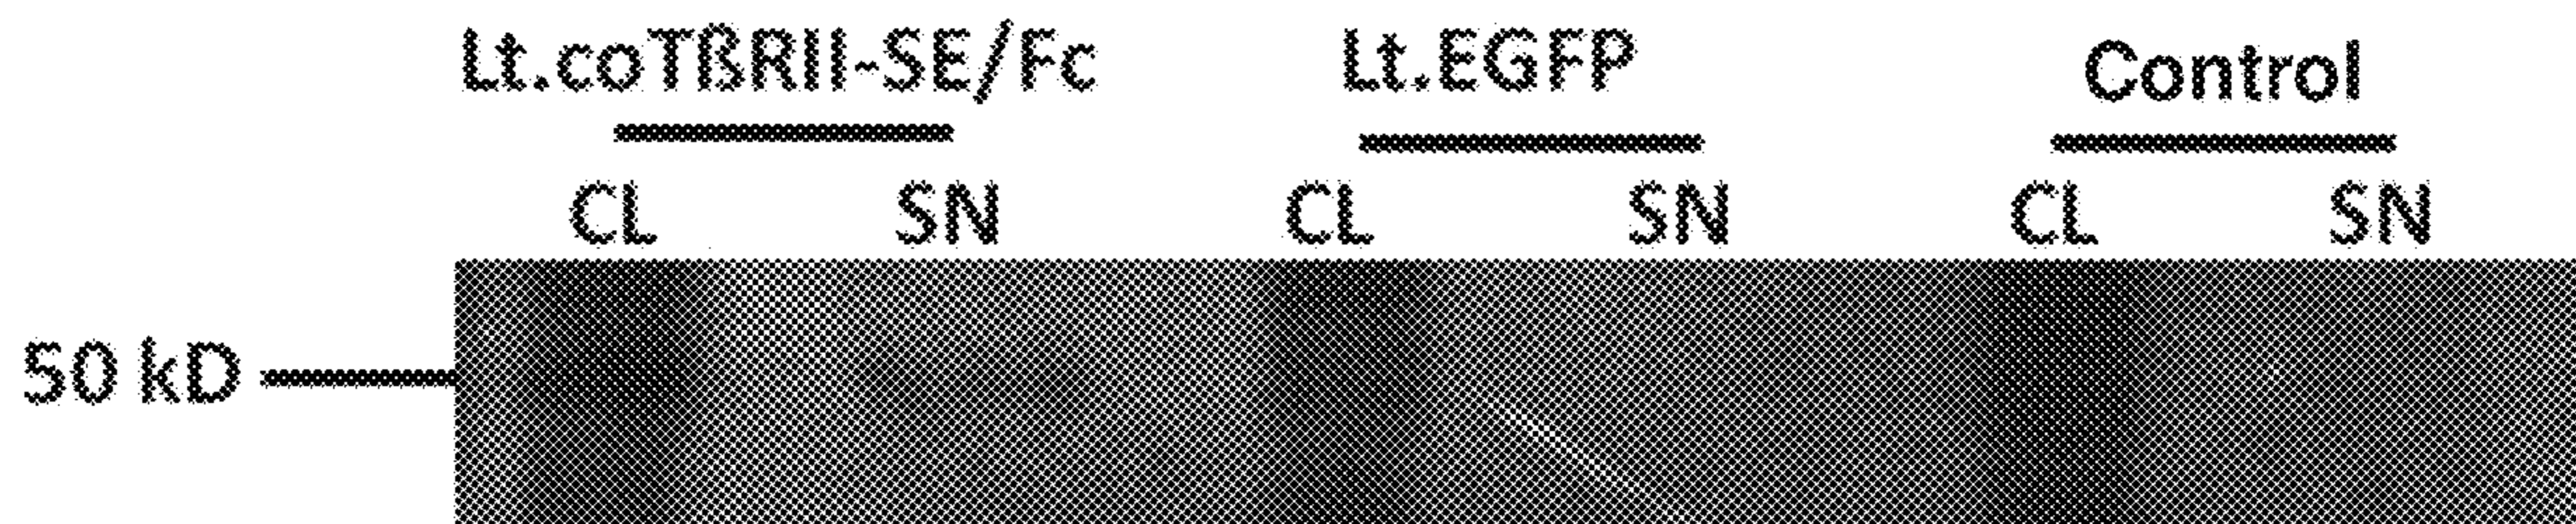 Lt.coTßRII-SE/Fc Lt.EGFP Control
CL SN CL SN CL SN
50 kD